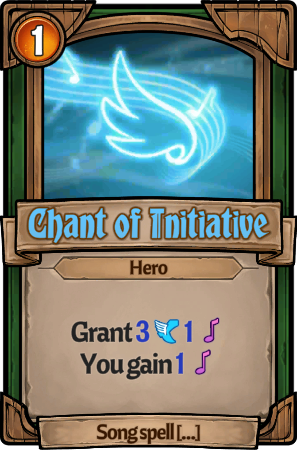 1
Chant of Initiative
Hero
Grant 3 1
You gain 1
Song spell [...]